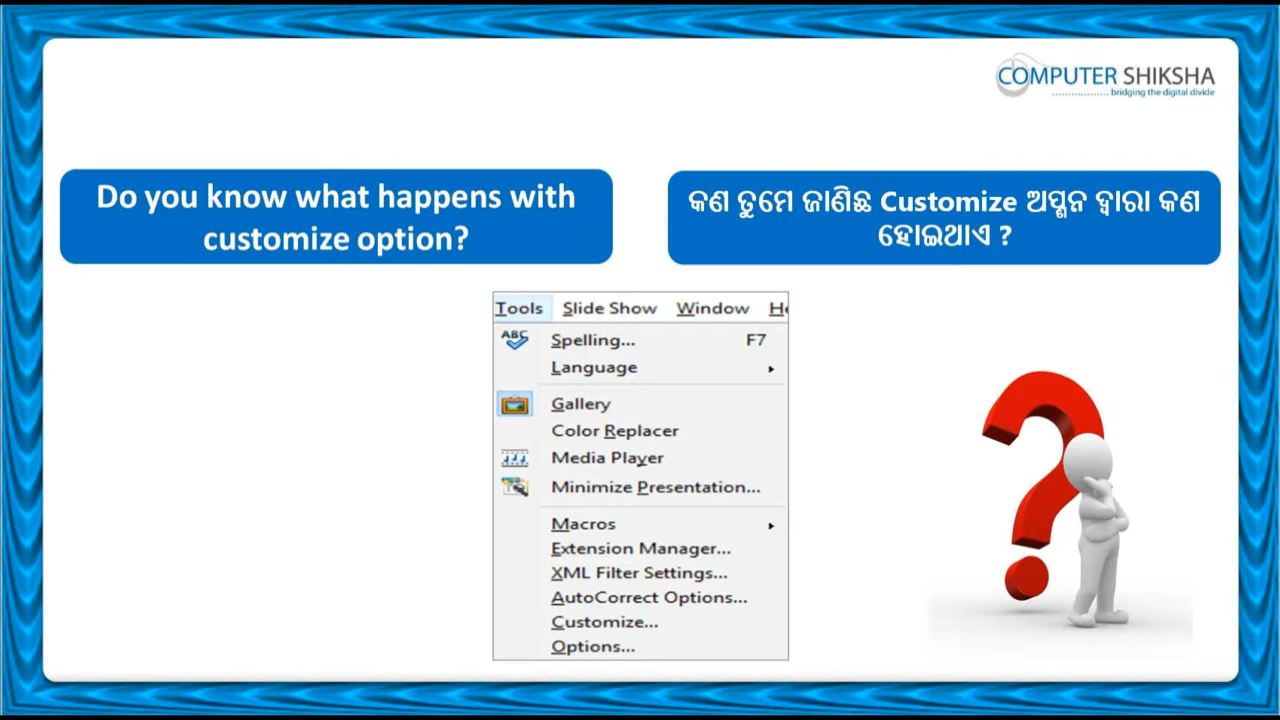 COMPUTER SHIKSHA
bridging the digital divide
Do you know what happens with
customize option?
କଣ ତୁମେ ଜାଣିଛ Customize ଅପ୍ଶନ ଦ୍ୱାରା କଣ
ହୋଇଥାଏ ?
Tools Slide Show Window
ABC
Spelling... F7
Language
Gallery
Color Replacer
Media Player
Minimize Presentation...
Macros
Extension Manager...
XML Filter Settings...
AutoCorrect Options...
Customize...
Options...